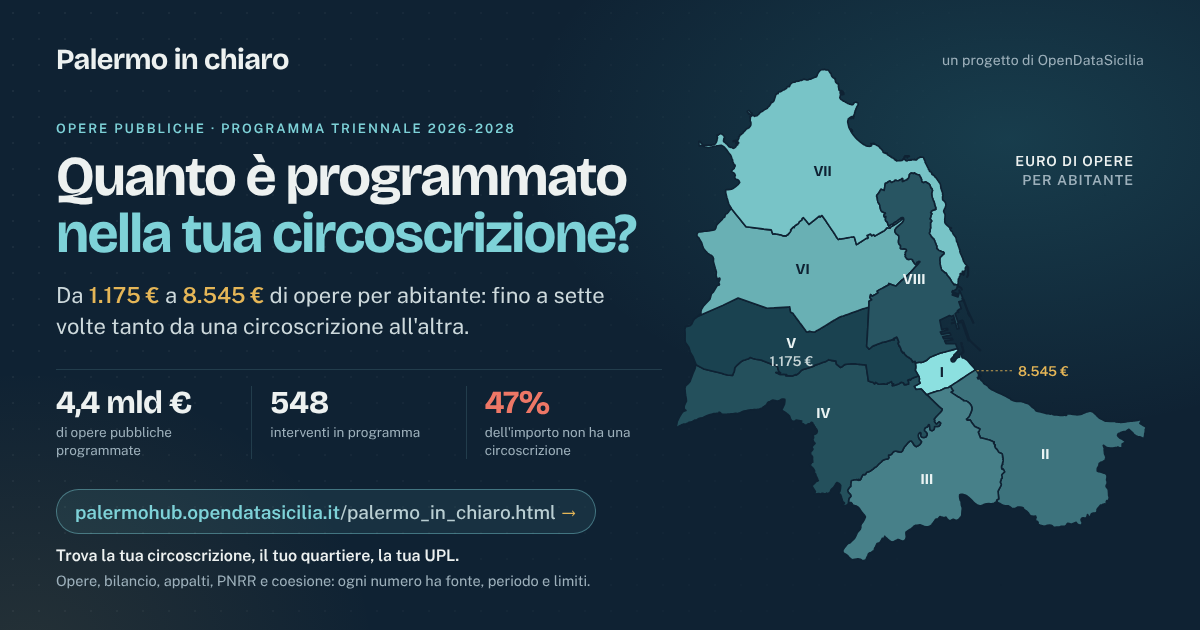 Palermo in chiaro
un progetto di OpenDataSicilia
OPERE PUBBLICHE · PROGRAMMA TRIENNALE 2026-2028
Quanto è programmato
nella tua circoscrizione?
Da 1.175 € a 8.545 € di opere per abitante: fino a sette
volte tanto da una circoscrizione all'altra.
4,4 mld €
di opere pubbliche
programmate
548
interventi in programma
47%
dell'importo non ha una
circoscrizione
palermohub.opendatasicilia.it/palermo_in_chiaro.html →
Trova la tua circoscrizione, il tuo quartiere, la tua UPL.
Opere, bilancio, appalti, PNRR e coesione: ogni numero ha fonte, periodo e limiti.
EURO DI OPERE
PER ABITANTE
VII
VI
VIII
V
1.175 €
I
8.545 €
IV
II
III